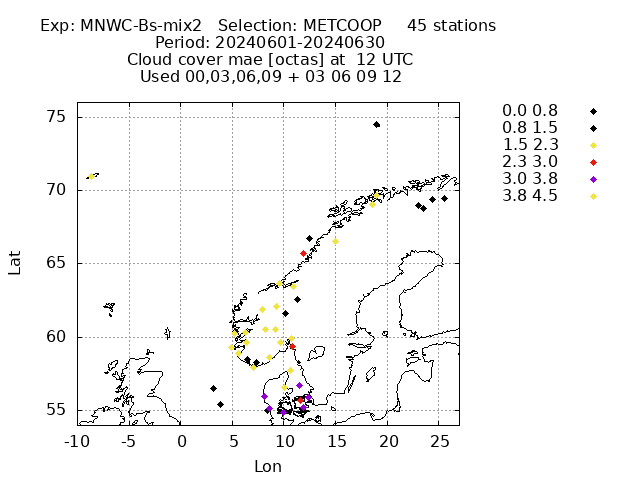 Exp: MNWC-Bs-mix2   Selection: METCOOP     45 stations
Period: 20240601-20240630
Cloud cover mae [octas] at  12 UTC
Used 00,03,06,09 + 03 06 09 12
0.0 0.8
0.8 1.5
1.5 2.3
2.3 3.0
3.0 3.8
3.8 4.5
75
70
65
60
55
Lat
-10 -5 0 5 10 15 20 25
Lon